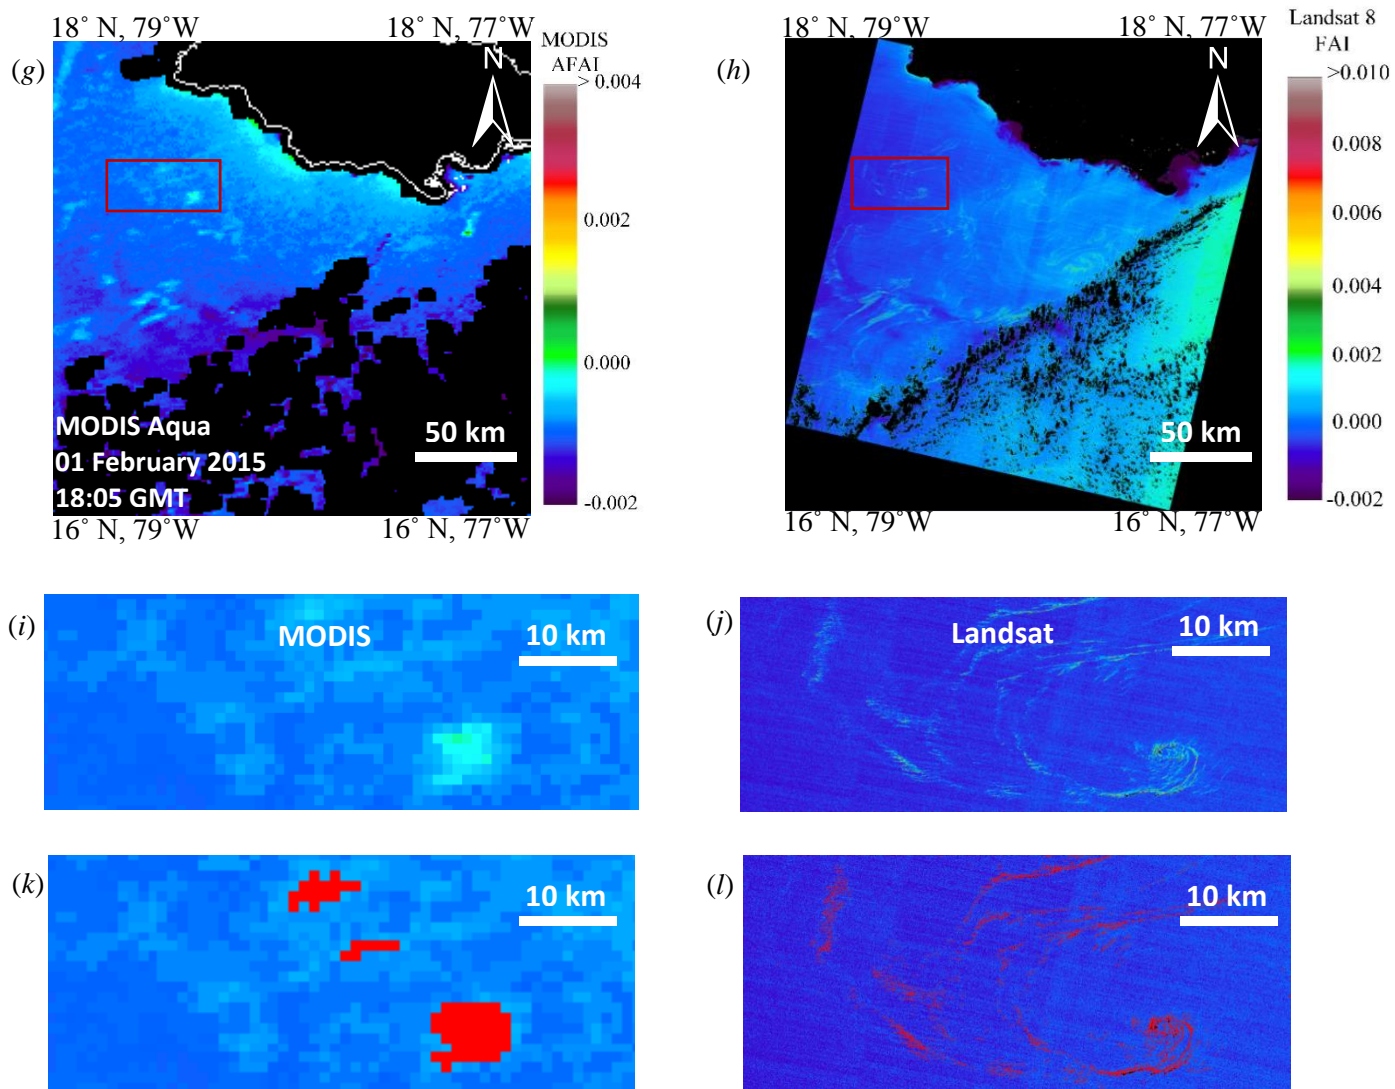 18˚ N, 79˚W
18˚ N, 77˚W
MODIS
AFAI
(g)
N
> 0.004
0.002
0.000
-0.002
MODIS Aqua
01 February 2015
18:05 GMT
50 km
16˚ N, 79˚W
16˚ N, 77˚W
18˚ N, 79˚W
18˚ N, 77˚W
Landsat 8
FAI
(h)
N
>0.010
0.008
0.006
0.004
0.002
0.000
-0.002
50 km
16˚ N, 79˚W
16˚ N, 77˚W
(i)
MODIS
10 km
(j)
Landsat
10 km
(k)
10 km
(l)
10 km